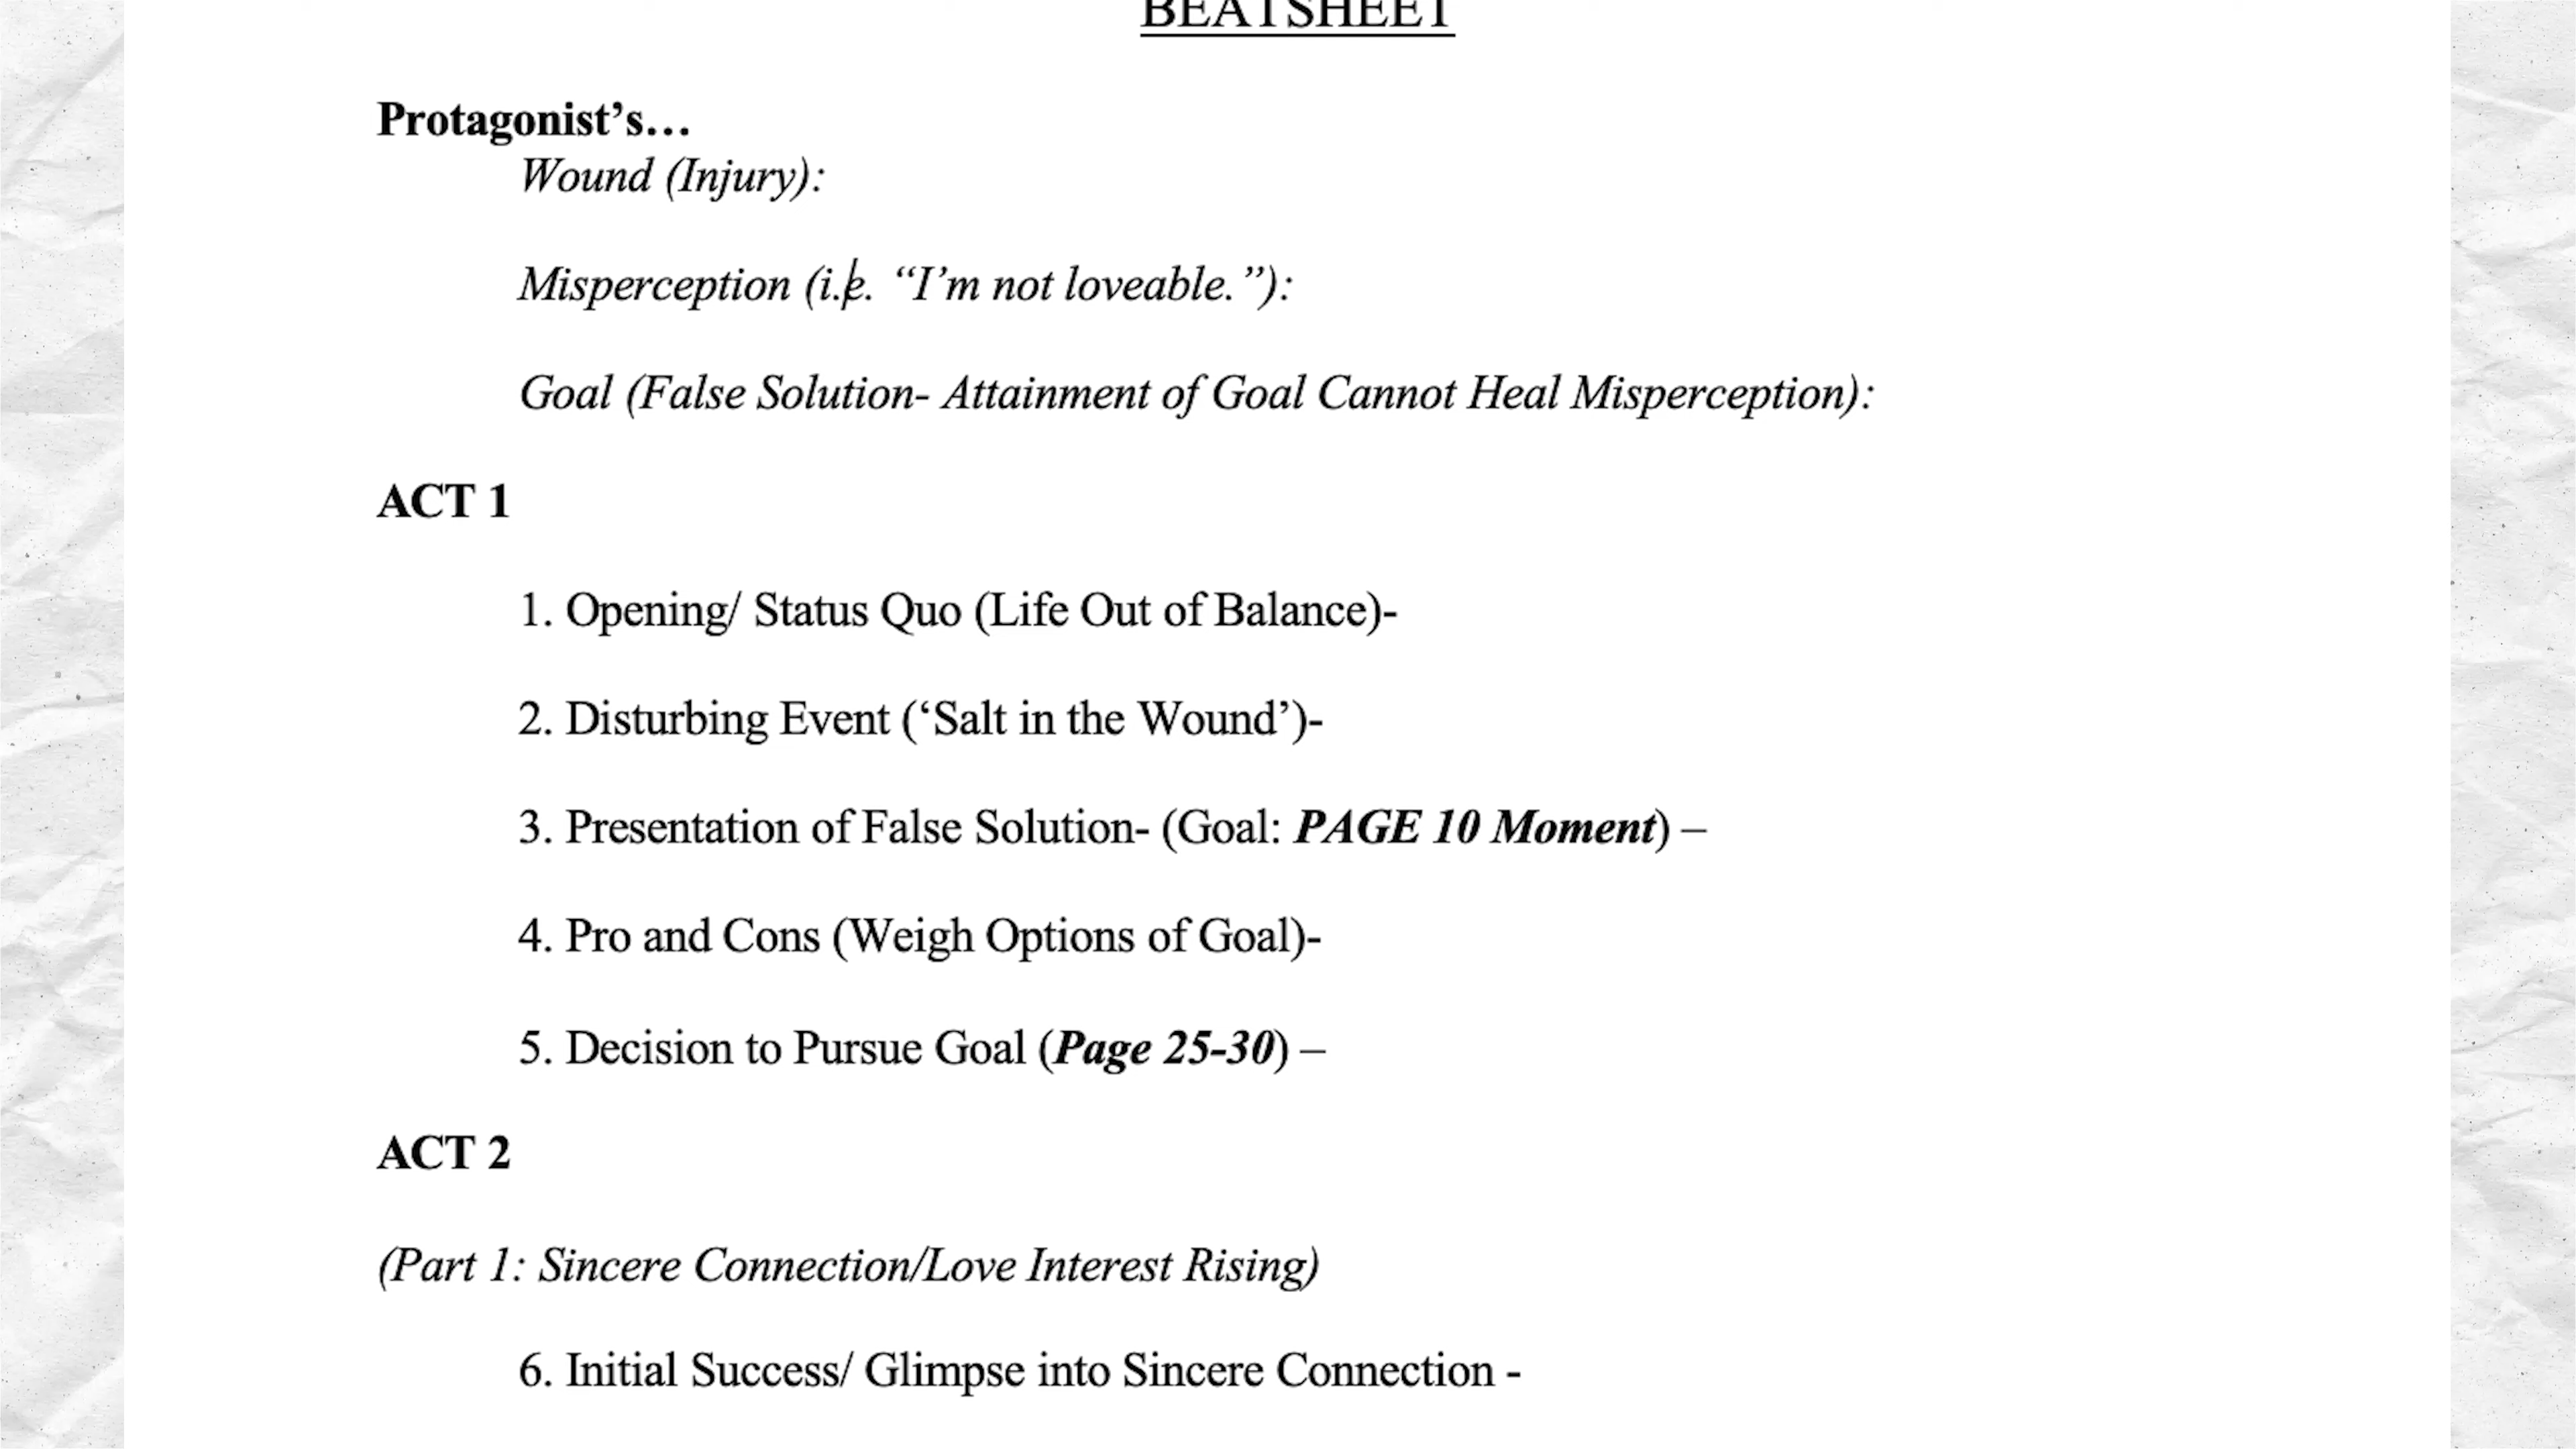 BEATSHEET
Protagonist’s…
Wound (Injury):
Misperception (i.e. “I’m not loveable.”):
Goal (False Solution- Attainment of Goal Cannot Heal Misperception):
ACT 1
1. Opening/ Status Quo (Life Out of Balance)-
2. Disturbing Event (‘Salt in the Wound’)-
3. Presentation of False Solution- (Goal: PAGE 10 Moment) –
4. Pro and Cons (Weigh Options of Goal)-
5. Decision to Pursue Goal (Page 25-30) –
ACT 2
(Part 1: Sincere Connection/Love Interest Rising)
6. Initial Success/ Glimpse into Sincere Connection -